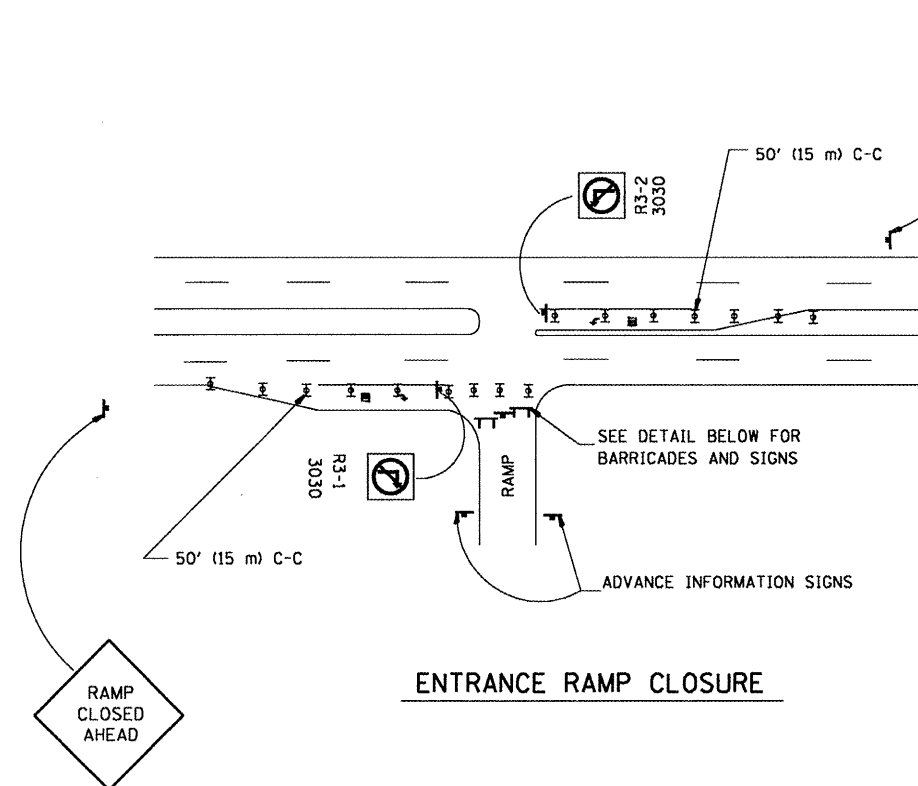 50' (15 m) C-C
R3-2
3030
SEE DETAIL BELOW FOR
BARRICADES AND SIGNS
RAMP
R3-1
3030
50' (15 m) C-C
ADVANCE INFORMATION SIGNS
ENTRANCE RAMP CLOSURE
RAMP
CLOSED
AHEAD